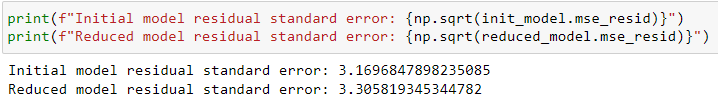 print(f"Initial model residual standard error: {np.sqrt(init_model.mse_resid)}")
print(f"Reduced model residual standard error: {np.sqrt(reduced_model.mse_resid)}")
Initial model residual standard error: 3.1696847898235085
Reduced model residual standard error: 3.305819345344782